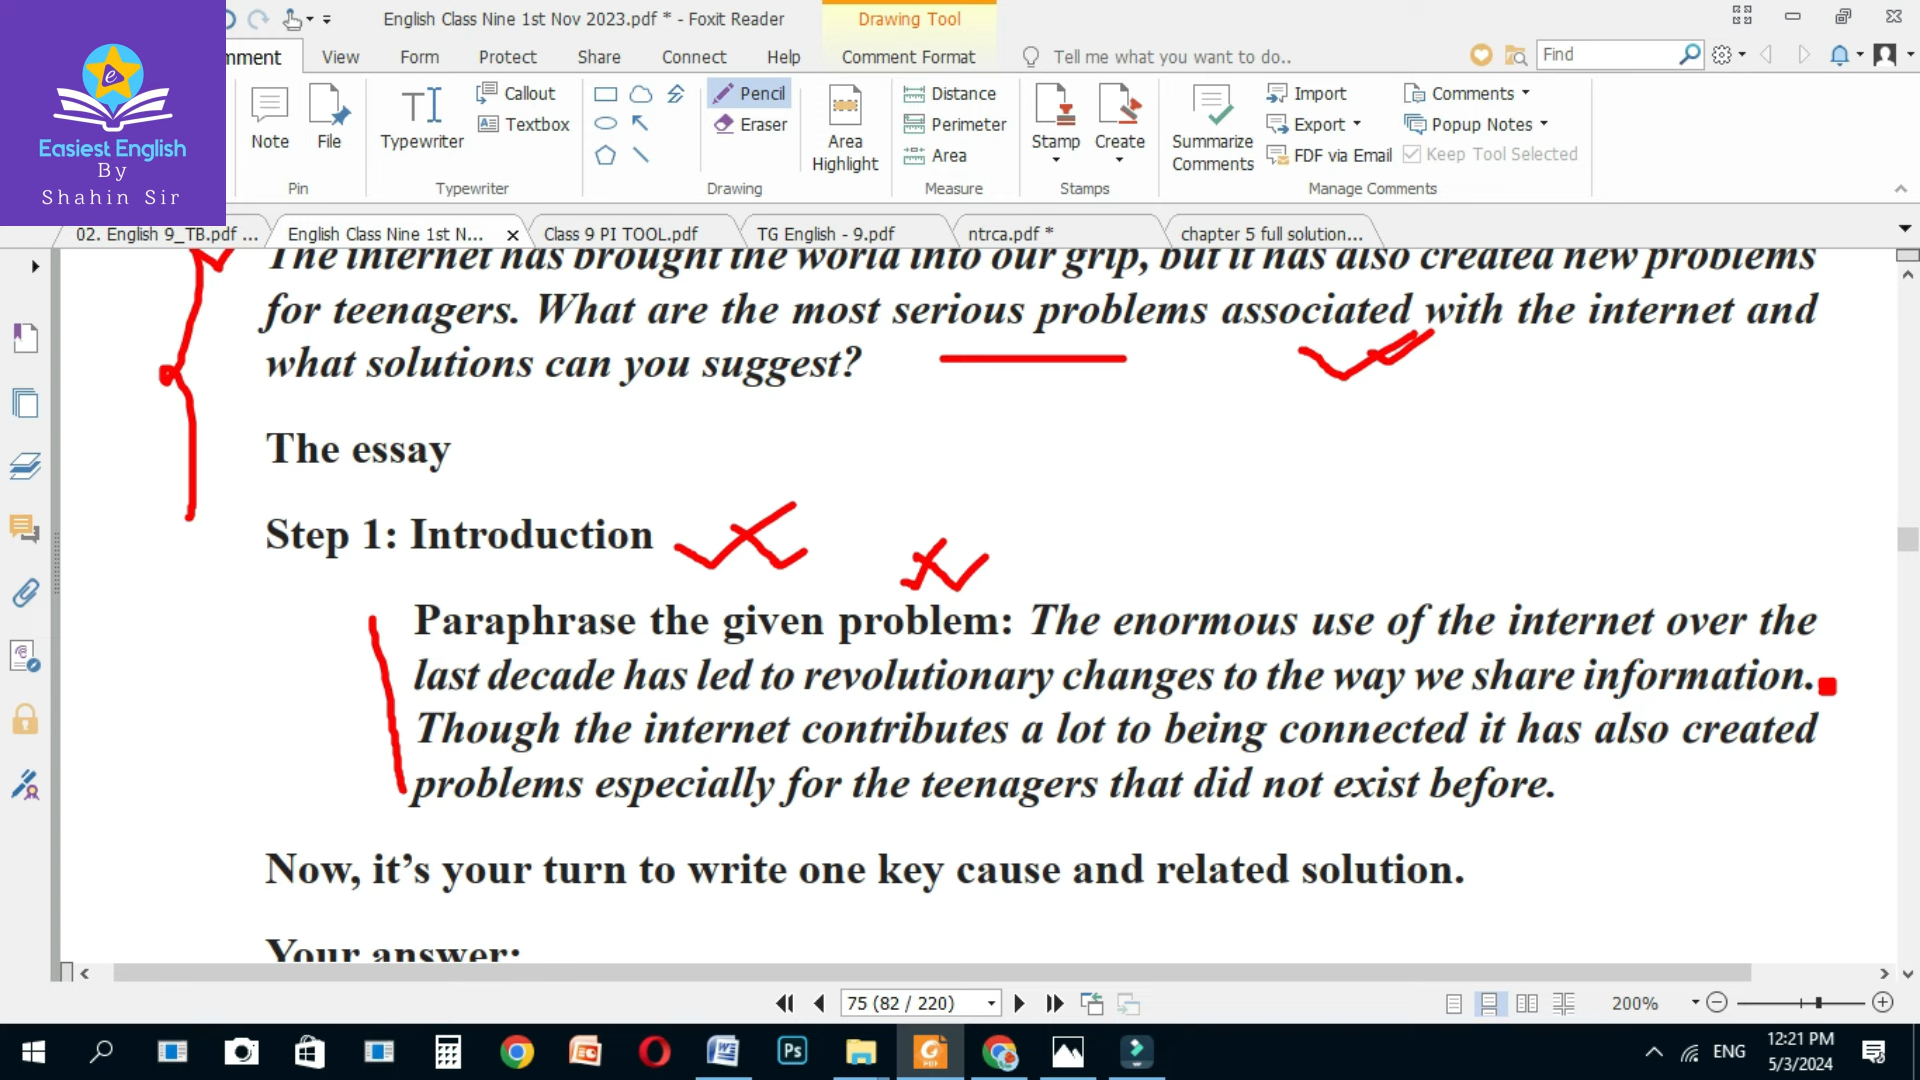 English Class Nine 1st Nov 2023.pdf * - Foxit Reader
Drawing Tool
mment
View
Form
Protect
Share
Connect
Help
Comment Format
Tell me what you want to do..
Find
e
Easiest English
By
Shahin Sir
Note
File
Pin
Typewriter
Callout
Textbox
Typewriter
Pencil
Eraser
Drawing
Area
Highlight
Distance
Perimeter
Area
Measure
Stamp
Create
Stamps
Summarize
Comments
Import
Export
FDF via Email
Comments
Popup Notes
Keep Tool Selected
Manage Comments
02. English 9_TB.pdf ...
English Class Nine 1st N...
Class 9 PI TOOL.pdf
TG English - 9.pdf
ntrca.pdf *
chapter 5 full solution...
The internet has brought the world into our grip, but it has also created new problems
for teenagers. What are the most serious problems associated with the internet and
what solutions can you suggest?
The essay
Step 1: Introduction
Paraphrase the given problem: The enormous use of the internet over the
last decade has led to revolutionary changes to the way we share information.
Though the internet contributes a lot to being connected it has also created
problems especially for the teenagers that did not exist before.
Now, it's your turn to write one key cause and related solution.
Your answer:
75 (82 / 220)
200%
ENG
12:21 PM
5/3/2024